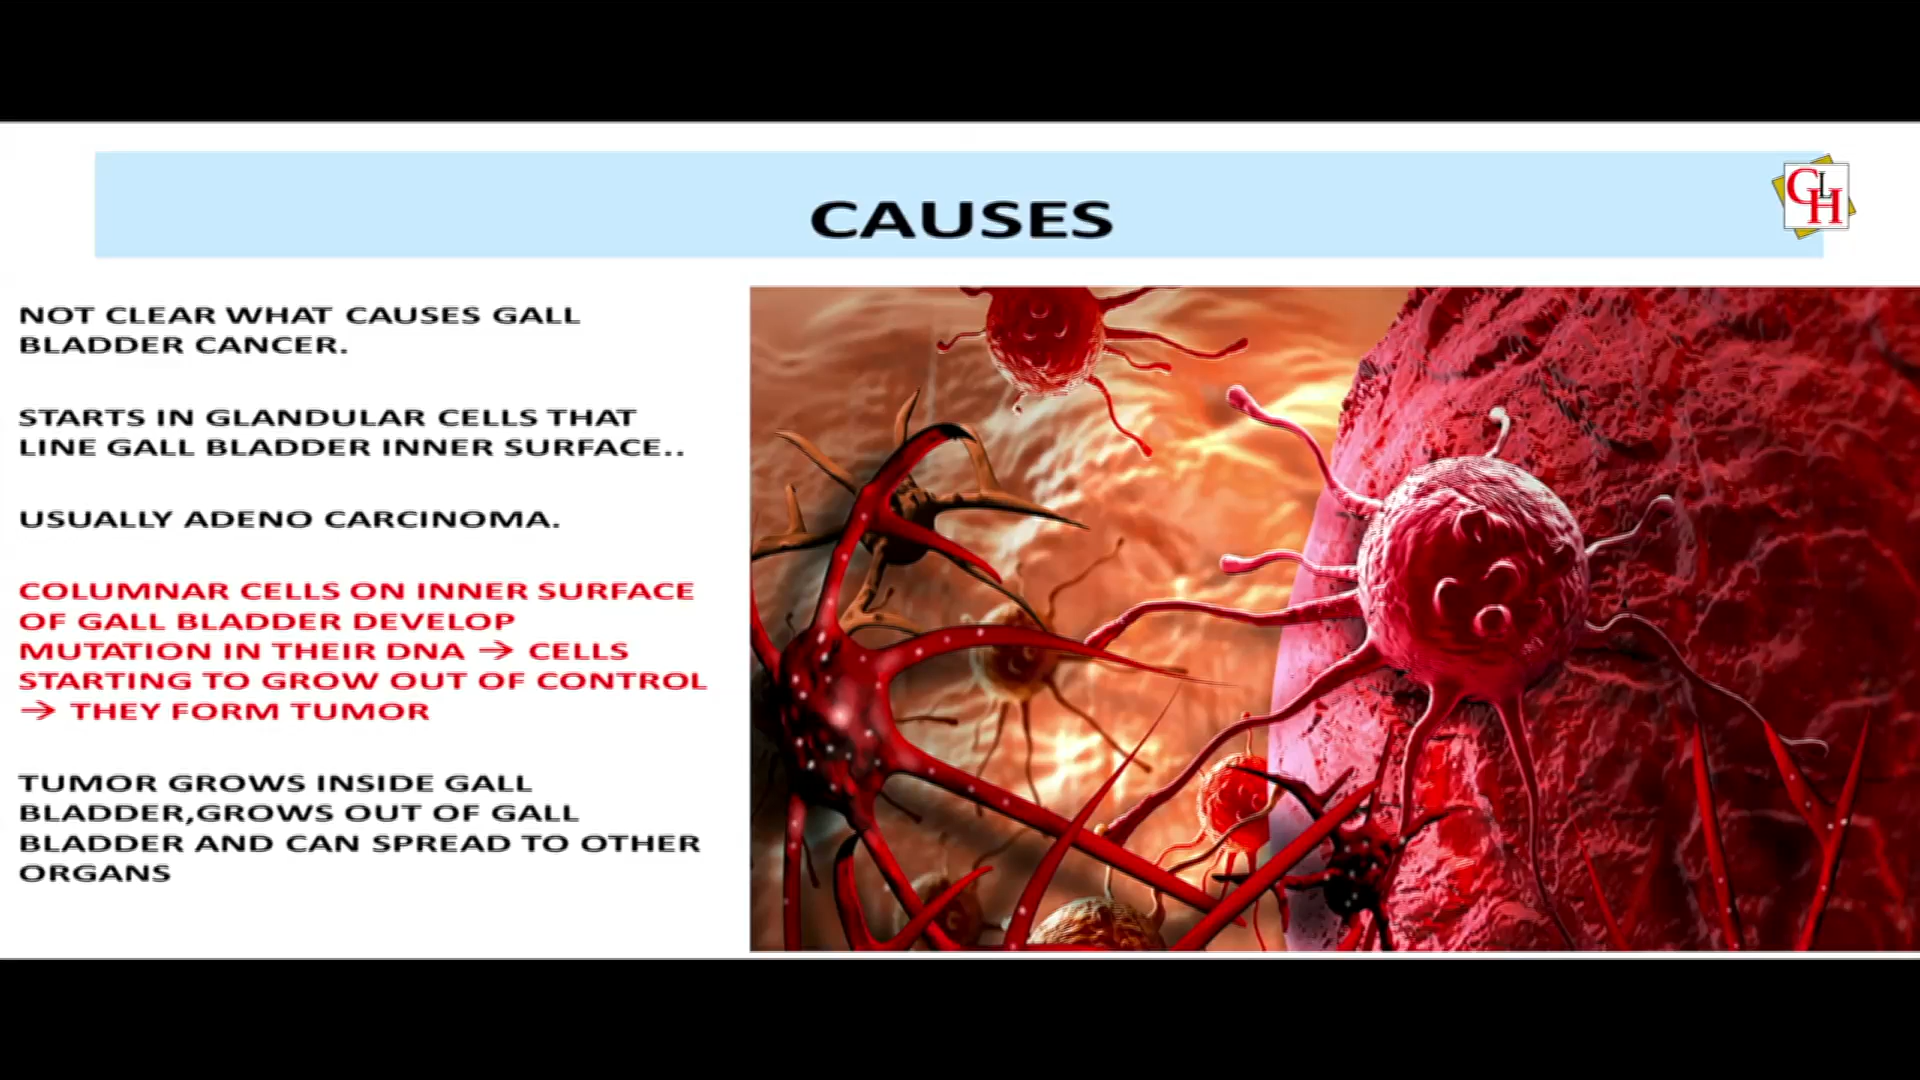 CAUSES
GLH
NOT CLEAR WHAT CAUSES GALL
BLADDER CANCER.
STARTS IN GLANDULAR CELLS THAT
LINE GALL BLADDER INNER SURFACE..
USUALLY ADENO CARCINOMA.
COLUMNAR CELLS ON INNER SURFACE
OF GALL BLADDER DEVELOP
MUTATION IN THEIR DNA → CELLS
STARTING TO GROW OUT OF CONTROL
→ THEY FORM TUMOR
TUMOR GROWS INSIDE GALL
BLADDER,GROWS OUT OF GALL
BLADDER AND CAN SPREAD TO OTHER
ORGANS